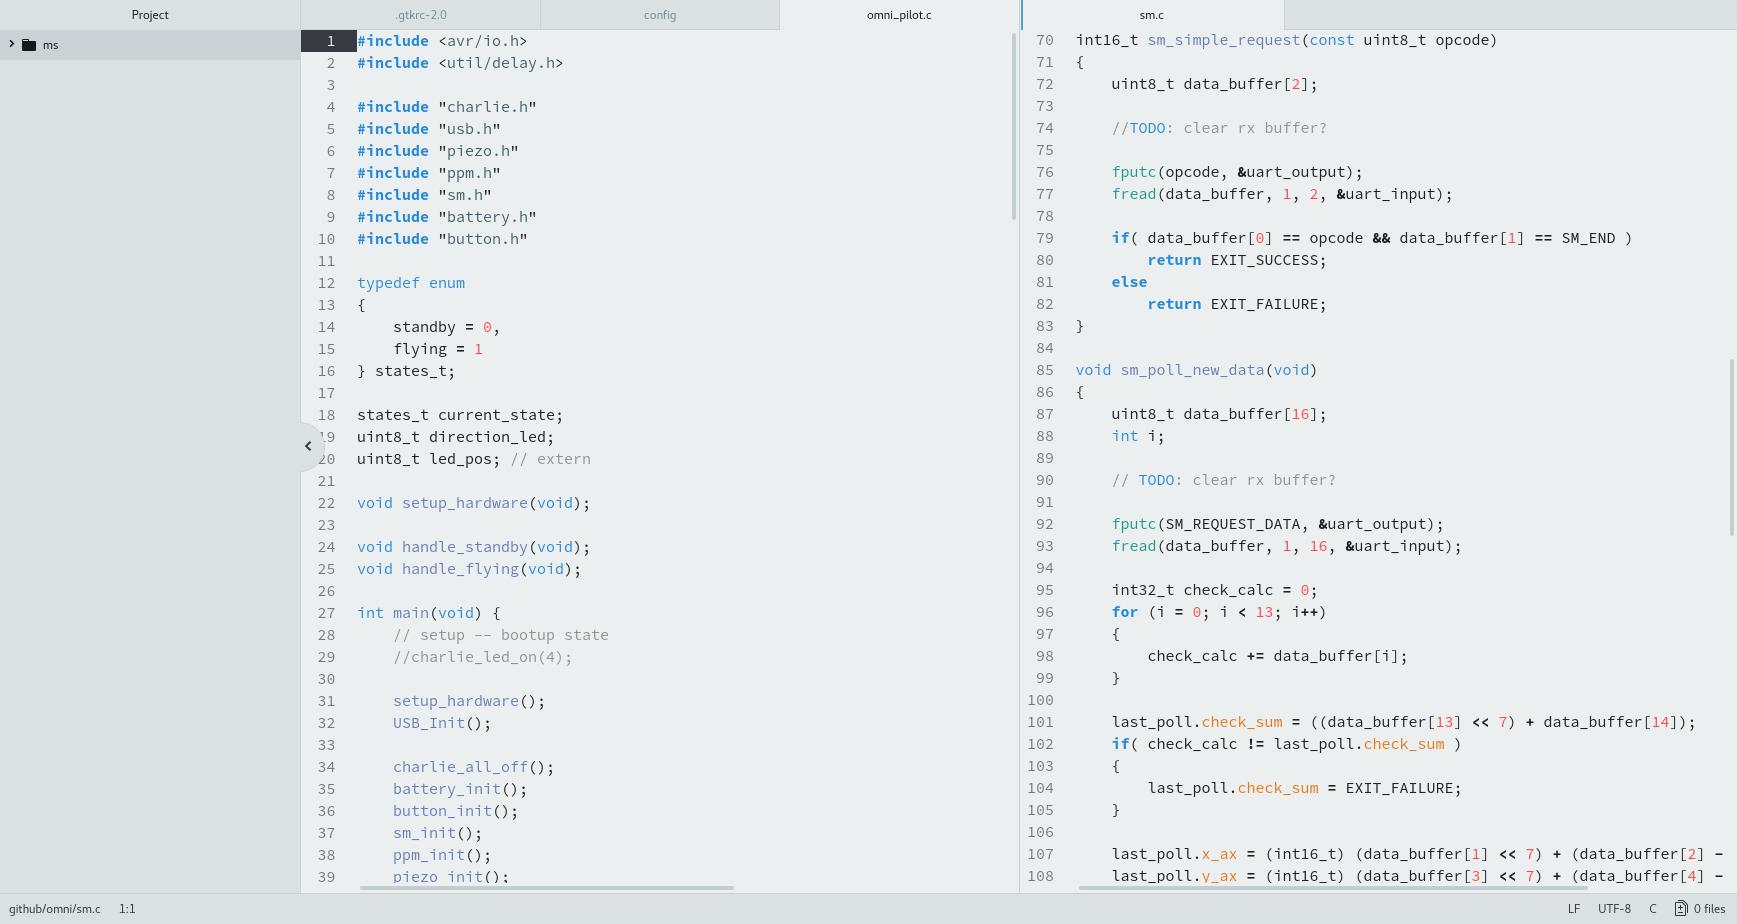 Project
ms
.gtkrc-2.0
config
omni_pilot.c
1 #include <avr/io.h>
2 #include <util/delay.h>
3
4 #include "charlie.h"
5 #include "usb.h"
6 #include "piezo.h"
7 #include "ppm.h"
8 #include "sm.h"
9 #include "battery.h"
10 #include "button.h"
11
12 typedef enum
13 {
14     standby = 0,
15     flying = 1
16 } states_t;
17
18 states_t current_state;
19 uint8_t direction_led;
20 uint8_t led_pos; // extern
21
22 void setup_hardware(void);
23
24 void handle_standby(void);
25 void handle_flying(void);
26
27 int main(void) {
28     // setup -- bootup state
29     //charlie_led_on(4);
30
31     setup_hardware();
32     USB_Init();
33
34     charlie_all_off();
35     battery_init();
36     button_init();
37     sm_init();
38     ppm_init();
39     piezo_init();
sm.c
70 int16_t sm_simple_request(const uint8_t opcode)
71 {
72     uint8_t data_buffer[2];
73
74     //TODO: clear rx buffer?
75
76     fputc(opcode, &uart_output);
77     fread(data_buffer, 1, 2, &uart_input);
78
79     if( data_buffer[0] == opcode && data_buffer[1] == SM_END )
80         return EXIT_SUCCESS;
81     else
82         return EXIT_FAILURE;
83 }
84
85 void sm_poll_new_data(void)
86 {
87     uint8_t data_buffer[16];
88     int i;
89
90     // TODO: clear rx buffer?
91
92     fputc(SM_REQUEST_DATA, &uart_output);
93     fread(data_buffer, 1, 16, &uart_input);
94
95     int32_t check_calc = 0;
96     for (i = 0; i < 13; i++)
97     {
98         check_calc += data_buffer[i];
99     }
100
101     last_poll.check_sum = ((data_buffer[13] << 7) + data_buffer[14]);
102     if( check_calc != last_poll.check_sum )
103     {
104         last_poll.check_sum = EXIT_FAILURE;
105     }
106
107     last_poll.x_ax = (int16_t) (data_buffer[1] << 7) + (data_buffer[2] -
108     last_poll.y_ax = (int16_t) (data_buffer[3] << 7) + (data_buffer[4] -
github/omni/sm.c 1:1
LF UTF-8 C 0 files